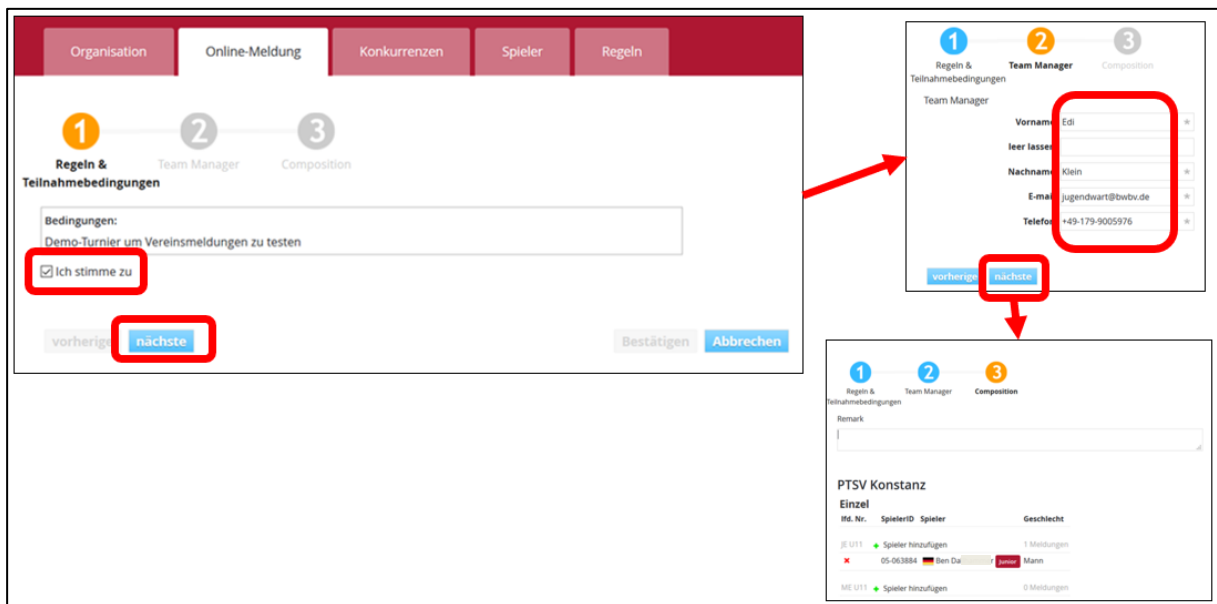 Organisation Online-Meldung Konkurrenzen Spieler Regeln
1 2 3
Regeln & Team Manager Composition
Teilnahmebedingungen
Bedingungen:
Demo-Turnier um Vereinsmeldungen zu testen
Ich stimme zu
vorherige nächste Bestätigen Abbrechen
1 2 3
Regeln & Team Manager Composition
Teilnahmebedingungen
Team Manager
Vorname Edi *
leer lassen
Nachname Klein *
E-mail jugendwart@bwbv.de *
Telefon +49-179-9005976 *
vorherige nächste
1 2 3
Regeln & Team Manager Composition
Teilnahmebedingungen
Remark
PTSV Konstanz
Einzel
lfd. Nr. SpielerID Spieler Geschlecht
JE U11 + Spieler hinzufügen 1 Meldungen
05-063884 Ben Da r Junior Mann
ME U11 + Spieler hinzufügen 0 Meldungen